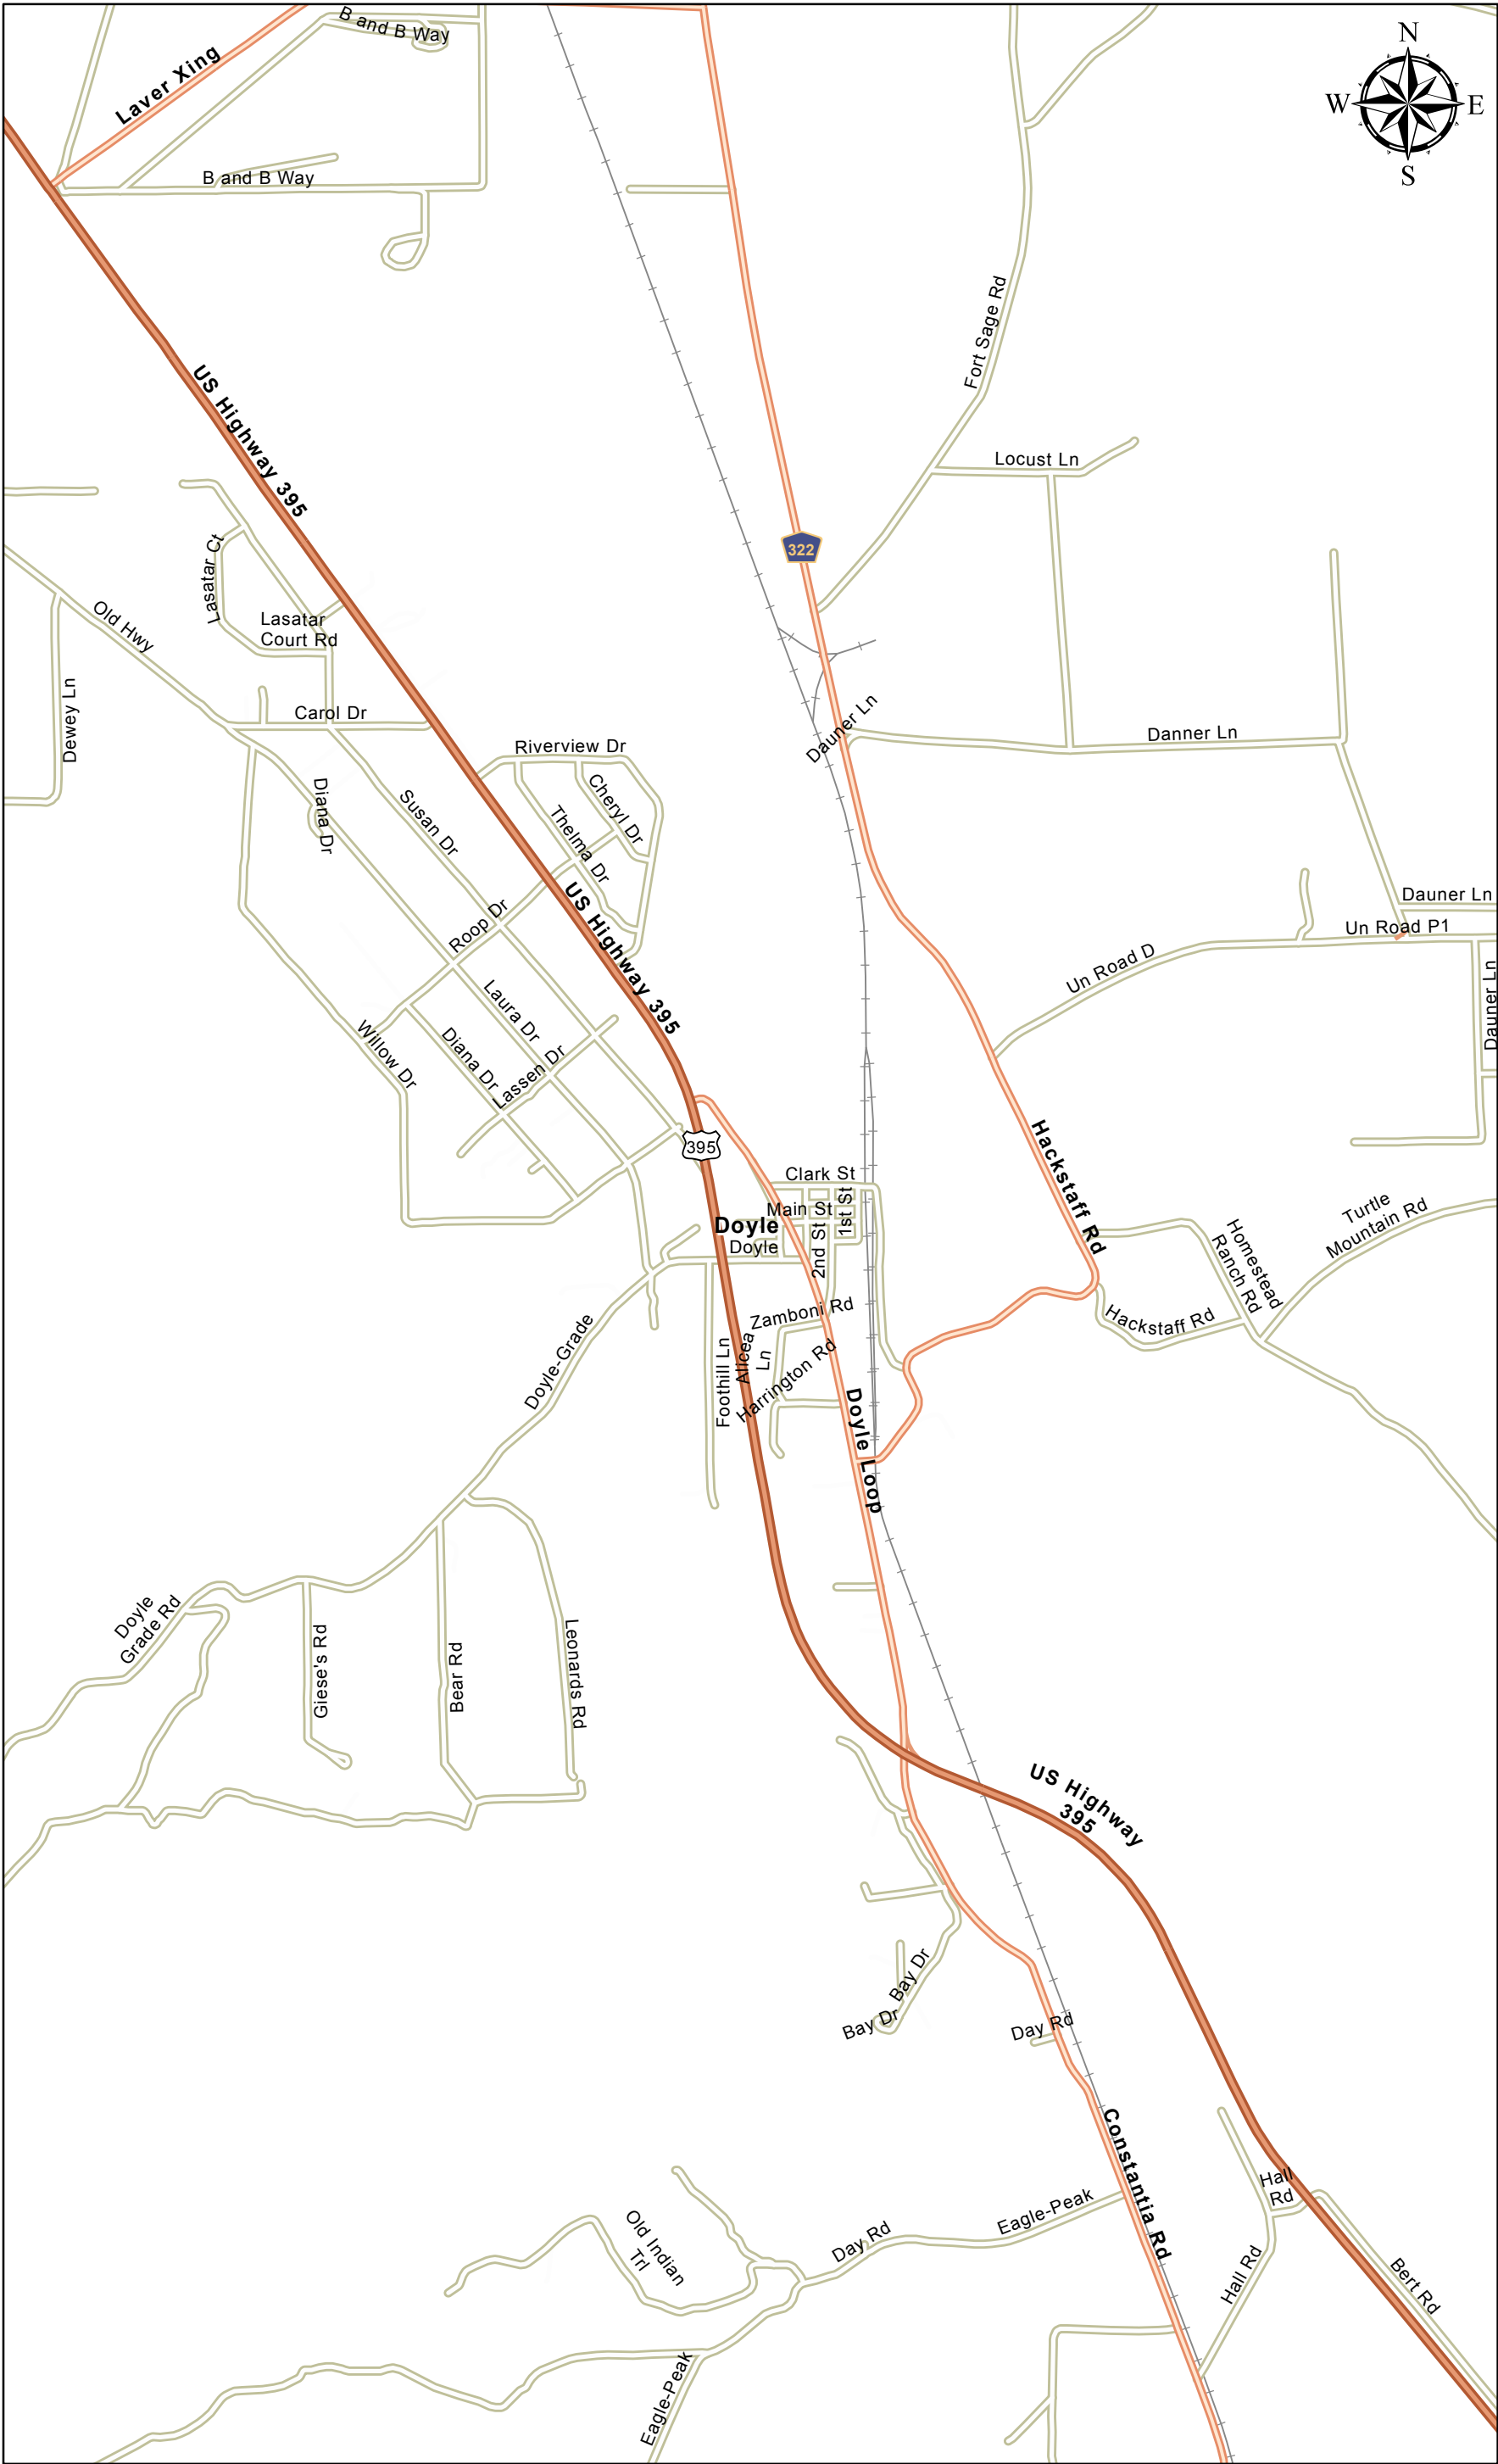 B and B Way
N
Laver Xing
W
E
S
B and B Way
Fort Sage Rd
US Highway 395
Locust Ln
322
Lasatar Ct
Old Hwy
Lasatar
Court Rd
Dewey Ln
Carol Dr
Dauner Ln
Danner Ln
Riverview Dr
Cheryl Dr
Diana Dr
Susan Dr
Thelma Dr
Dauner Ln
US Highway 395
Roop Dr
Un Road P1
Un Road D
Dauner Ln
Laura Dr
Willow Dr
Diana Dr
Lassen Dr
395
Hackstaff Rd
Clark St
1st St
Main St
Turtle
Mountain Rd
Doyle
Doyle
2nd St
Homestead
Ranch Rd
Zamboni Rd
Hackstaff Rd
Doyle-Grade
Foothill Ln
Alicea
Ln
Harrington Rd
Doyle Loop
Doyle
Grade Rd
Giese's Rd
Bear Rd
Leonards Rd
US Highway
395
Bay Dr
Bay Dr
Day Rd
Constantia Rd
Hall
Rd
Eagle-Peak
Old Indian
Trl
Day Rd
Hall Rd
Bert Rd
Eagle-Peak